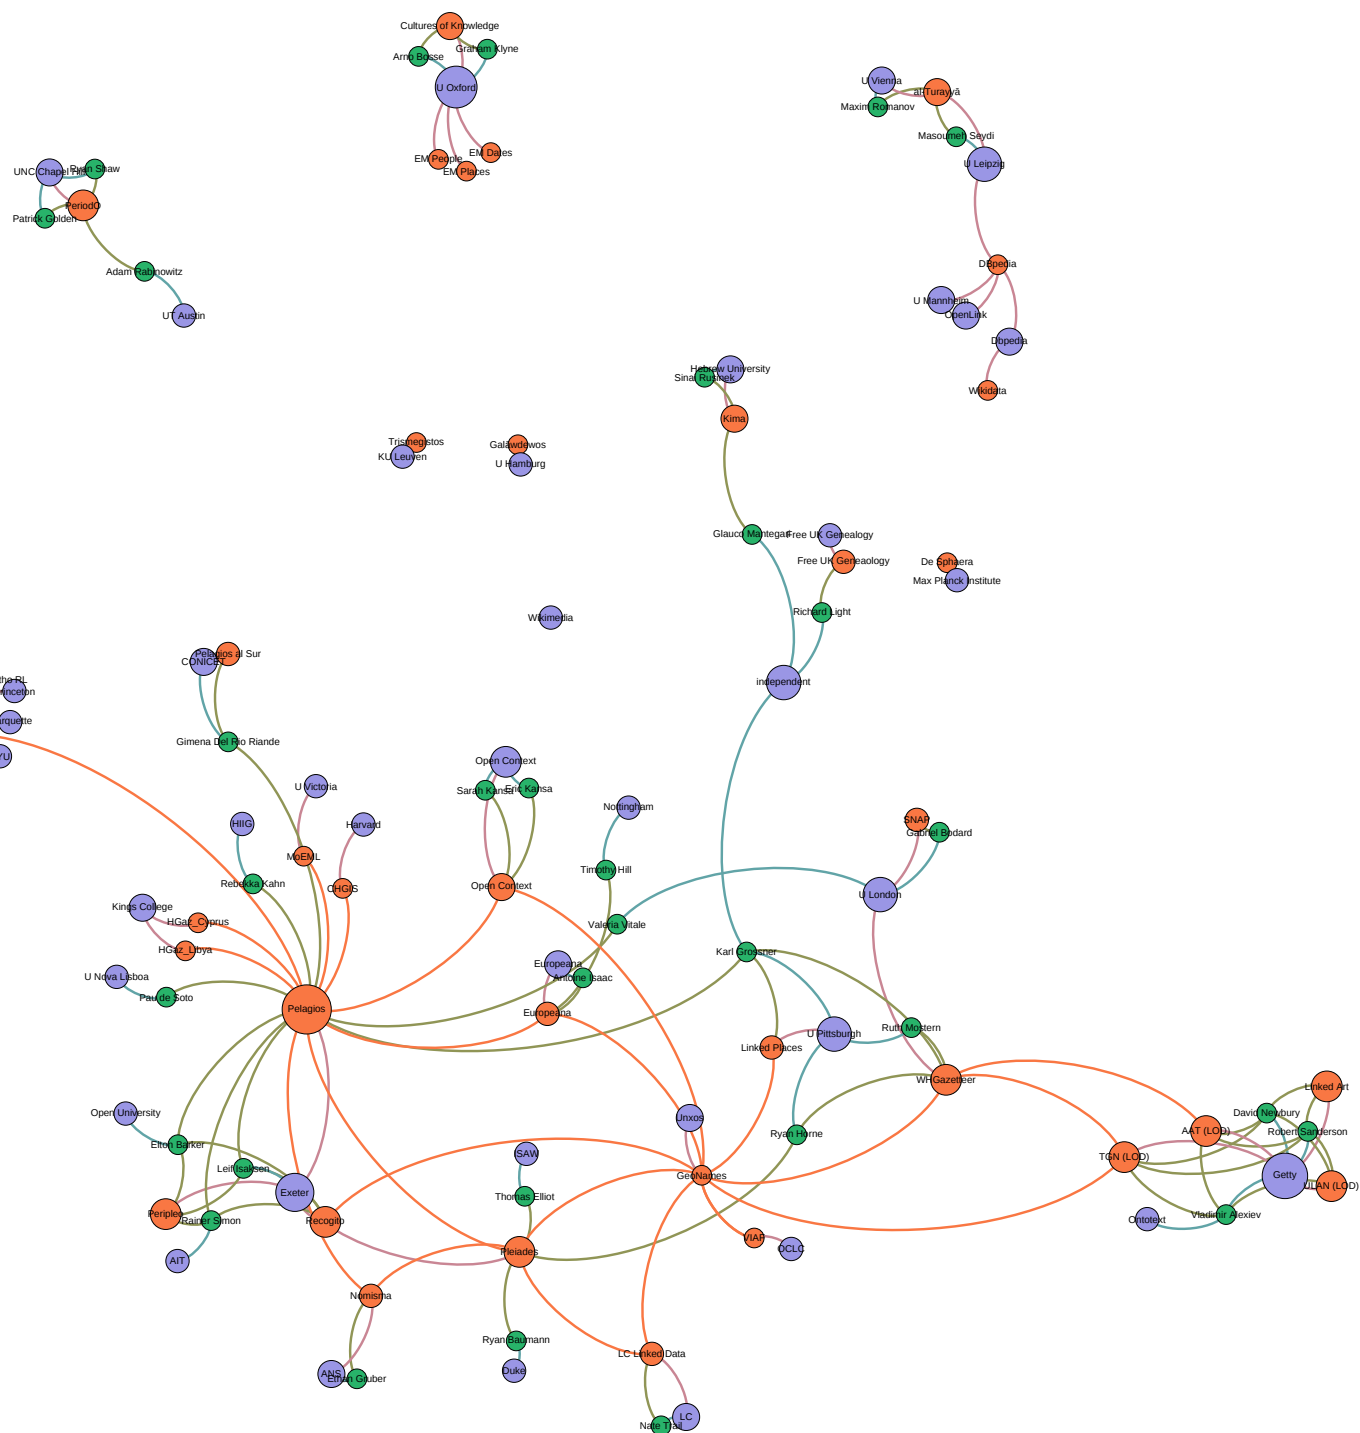 Cultures of Knowledge
Arno Bosse
Graham Klyne
U Oxford
EM People
EM Places
EM Dates
U Vienna
al-Turayyā
Maxim Romanov
Masoumeh Seydi
U Leipzig
UNC Chapel Hill
Ryan Shaw
PeriodO
Patrick Golden
Adam Rabinowitz
UT Austin
DBpedia
U Mannheim
OpenLink
Dbpedia
Wikidata
Hebrew University
Sinai Rusinek
Kima
Trismegistos
KU Leuven
Galäwdewos
U Hamburg
Glauco Mantegari
Free UK Genealogy
Free UK Geneaology
De Sphaera
Max Planck Institute
Richard Light
Wikimedia
independent
Pelagios al Sur
CONICET
Gimena Del Rio Riande
Open Context
Sarah Kansa
Eric Kansa
U Victoria
Nottingham
HIIG
Harvard
SNAP
Gabriel Bodard
MoEML
Timothy Hill
Rebekka Kahn
CHGIS
Open Context
U London
Kings College
HGaz_Cyprus
Valeria Vitale
HGaz_Libya
Karl Grossner
U Nova Lisboa
Europeana
Antoine Isaac
Pau de Soto
Pelagios
Europeana
U Pittsburgh
Ruth Mostern
Linked Places
WHGazetteer
Linked Art
Open University
Unxos
David Newbury
Elton Barker
Ryan Horne
AAT (LOD)
Robert Sanderson
ISAW
TGN (LOD)
Leif Isaksen
GeoNames
Getty
Exeter
Thomas Elliot
ULAN (LOD)
Peripleo
Rainer Simon
Recogito
Ontotext
Vladimir Alexiev
VIAF
OCLC
Pleiades
AIT
Nomisma
Ryan Baumann
LC Linked Data
Duke
ANS
Ethan Gruber
LC
Nate Trail